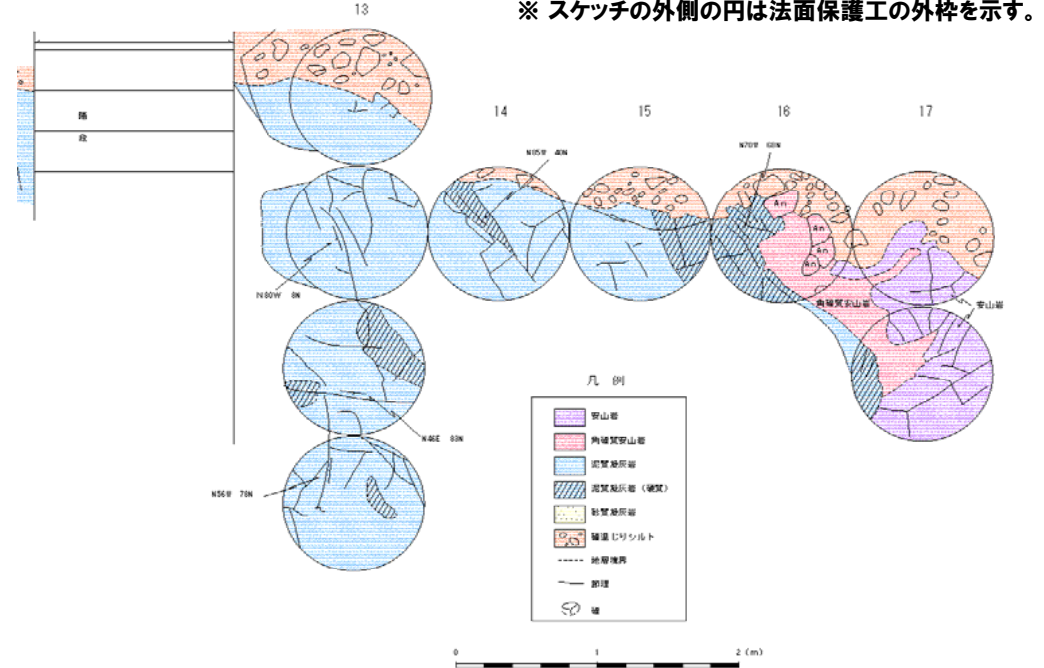 ※ スケッチの外側の円は法面保護工の外枠を示す。
13
14
15
16
17
階
段
N05W 40N
N70W 60N
An
An
An
An
N80W 8N
角礫質安山岩
安山岩
N46E 88N
N56W 78N
凡 例
安山岩
角礫質安山岩
泥質凝灰岩
泥質凝灰岩（硬質）
砂質凝灰岩
礫混じりシルト
地層境界
節理
礫
0 1 2 (m)